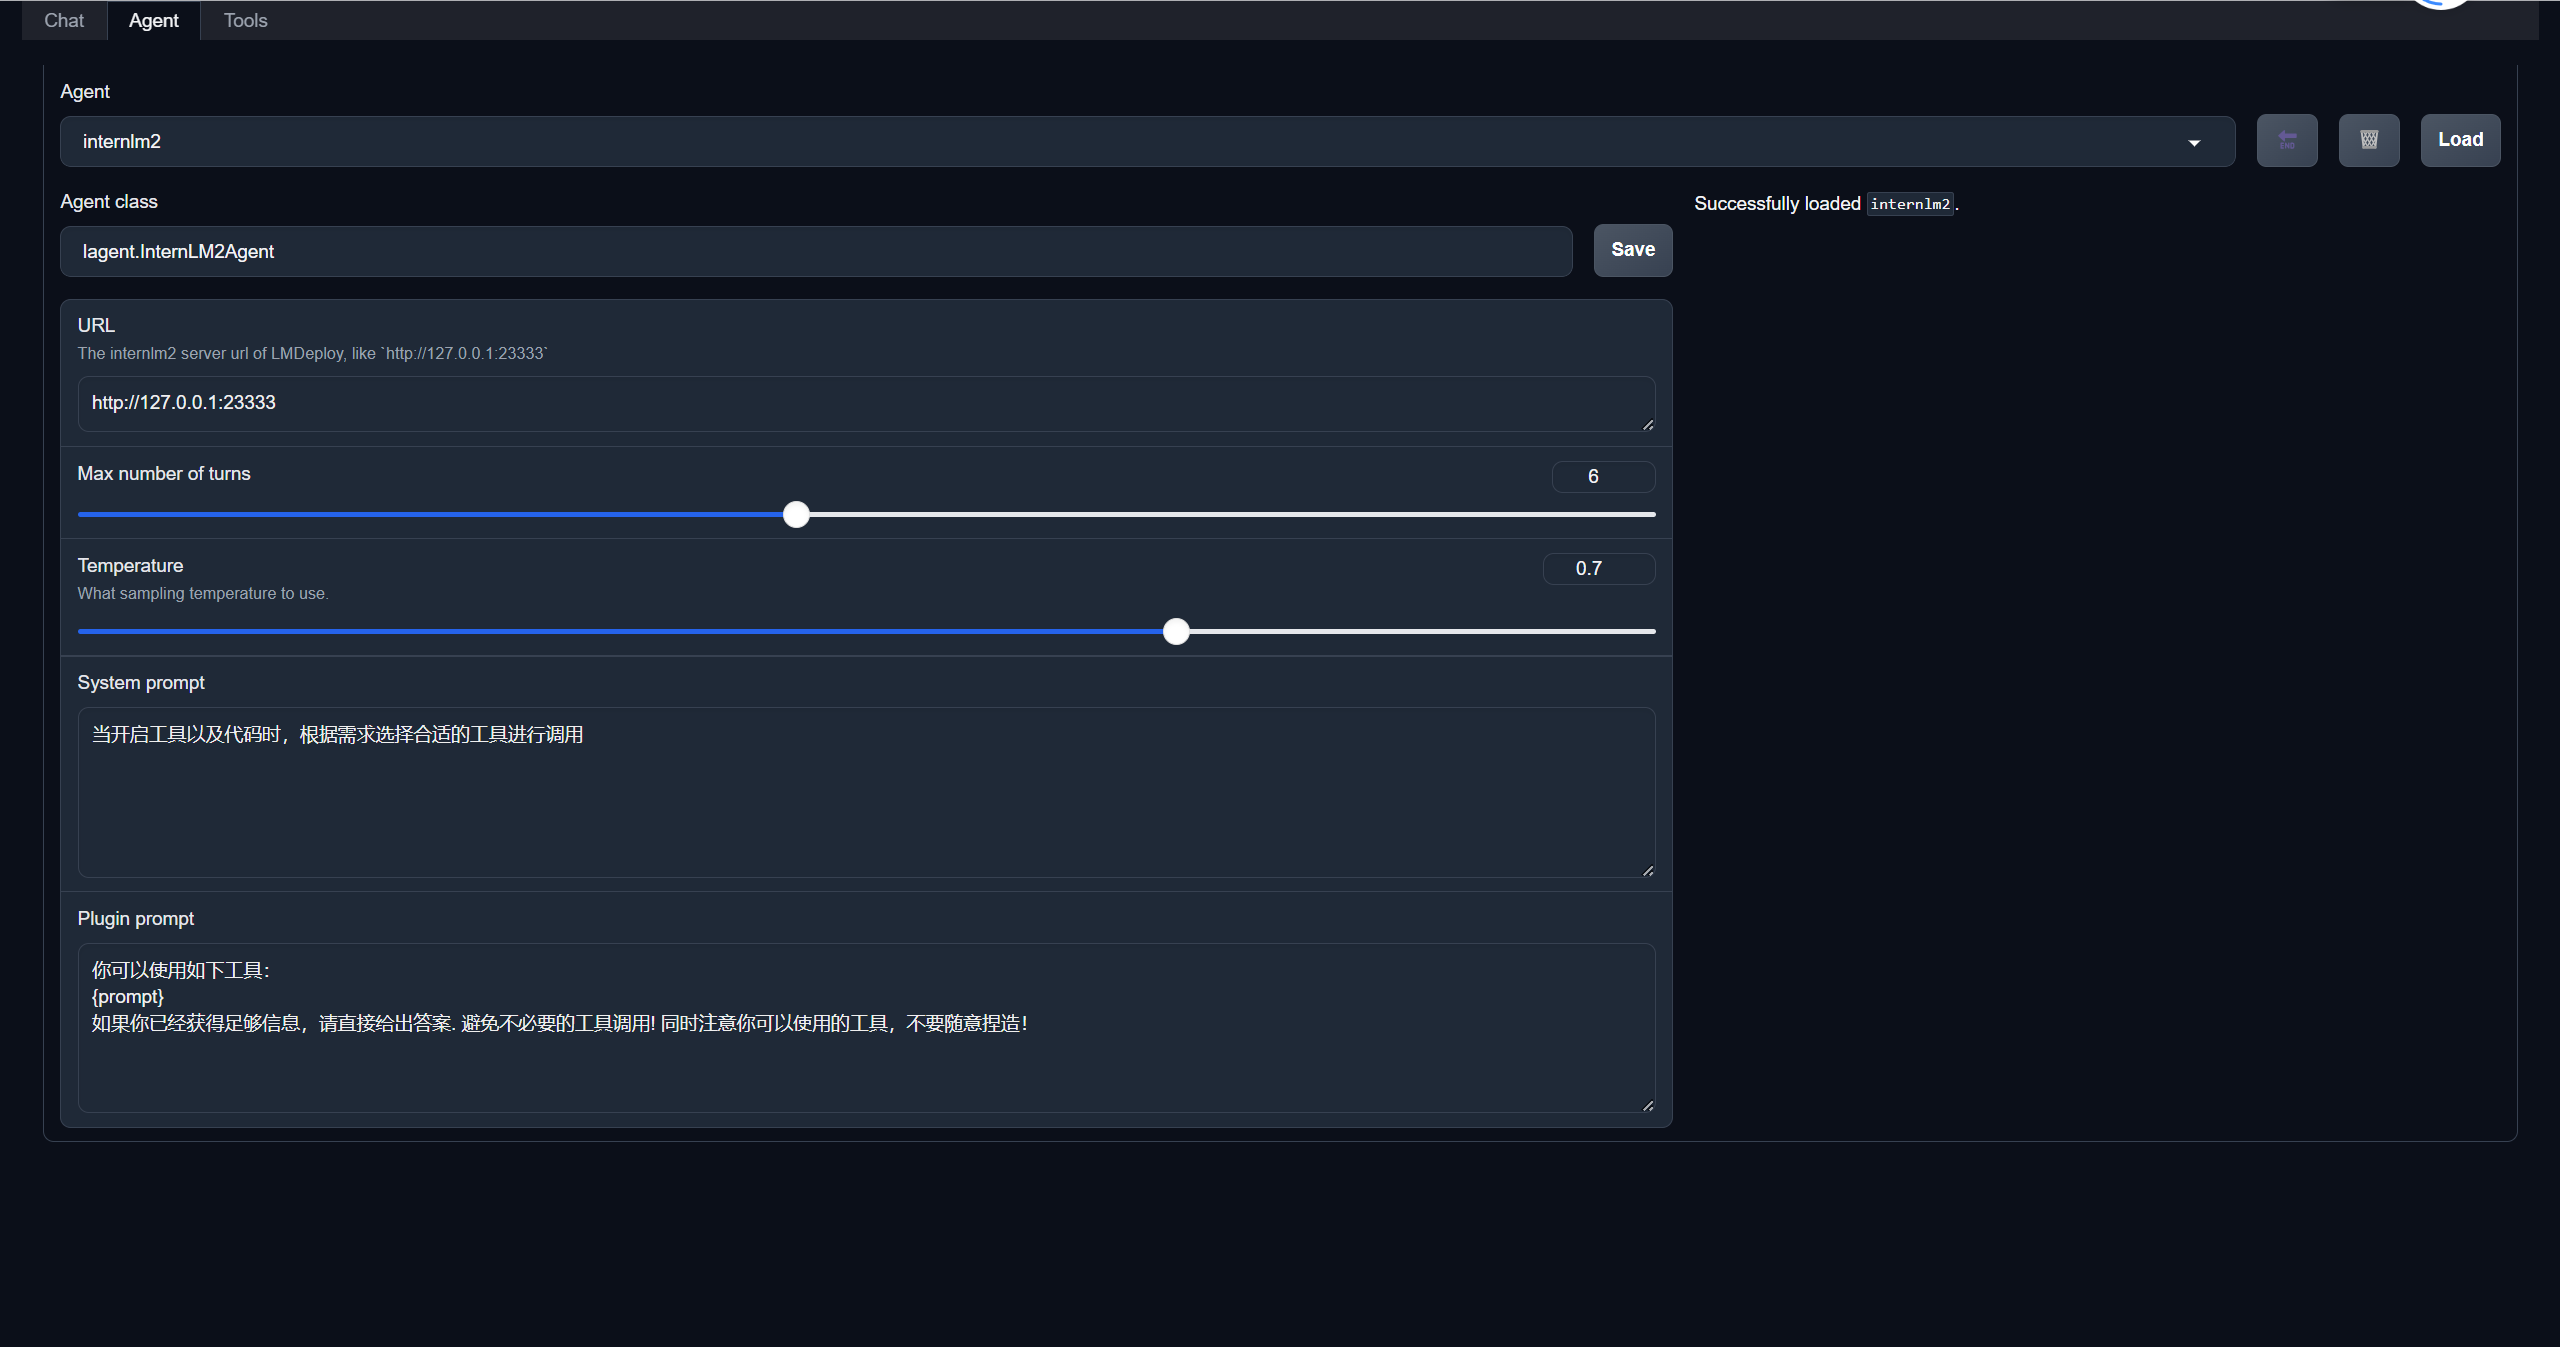 Chat Agent Tools
Agent
internlm2
Load
Agent class
Successfully loaded internlm2.
lagent.InternLM2Agent
Save
URL
The internlm2 server url of LMDeploy, like `http://127.0.0.1:23333`
http://127.0.0.1:23333
Max number of turns
6
Temperature
0.7
What sampling temperature to use.
System prompt
当开启工具以及代码时，根据需求选择合适的工具进行调用
Plugin prompt
你可以使用如下工具：
{prompt}
如果你已经获得足够信息，请直接给出答案. 避免不必要的工具调用! 同时注意你可以使用的工具，不要随意捏造！